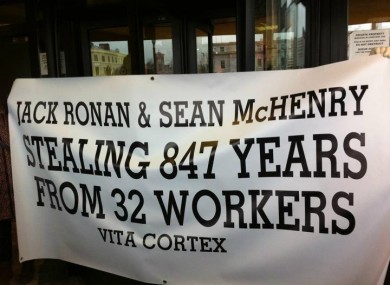 JACK RONAN & SEAN McHENRY
STEALING 847 YEARS
FROM 32 WORKERS
VITA CORTEX